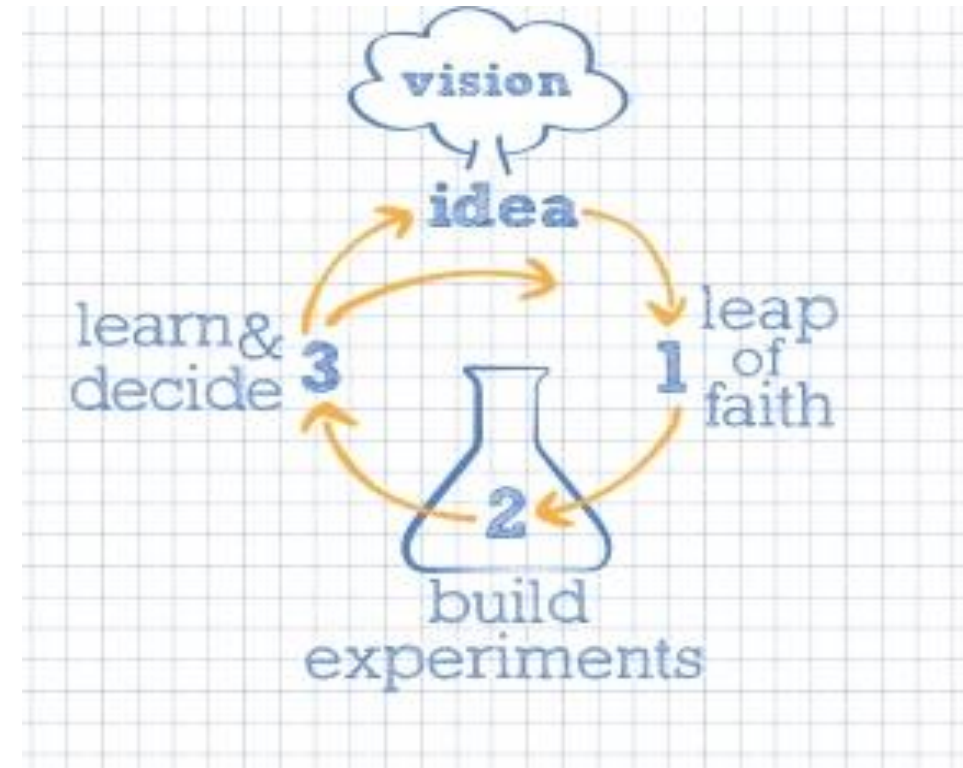 vision
idea
1
leap
of
faith
2
build
experiments
3
learn&
decide